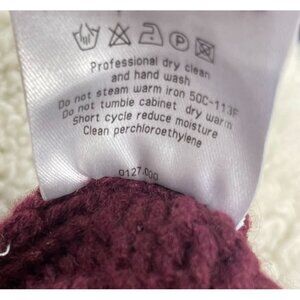 Professional dry clean
and hand wash
Do not steam warm iron 50C-113F
Do not tumble cabinet dry warm
Short cycle reduce moisture
Clean perchloroethylene
0127.000